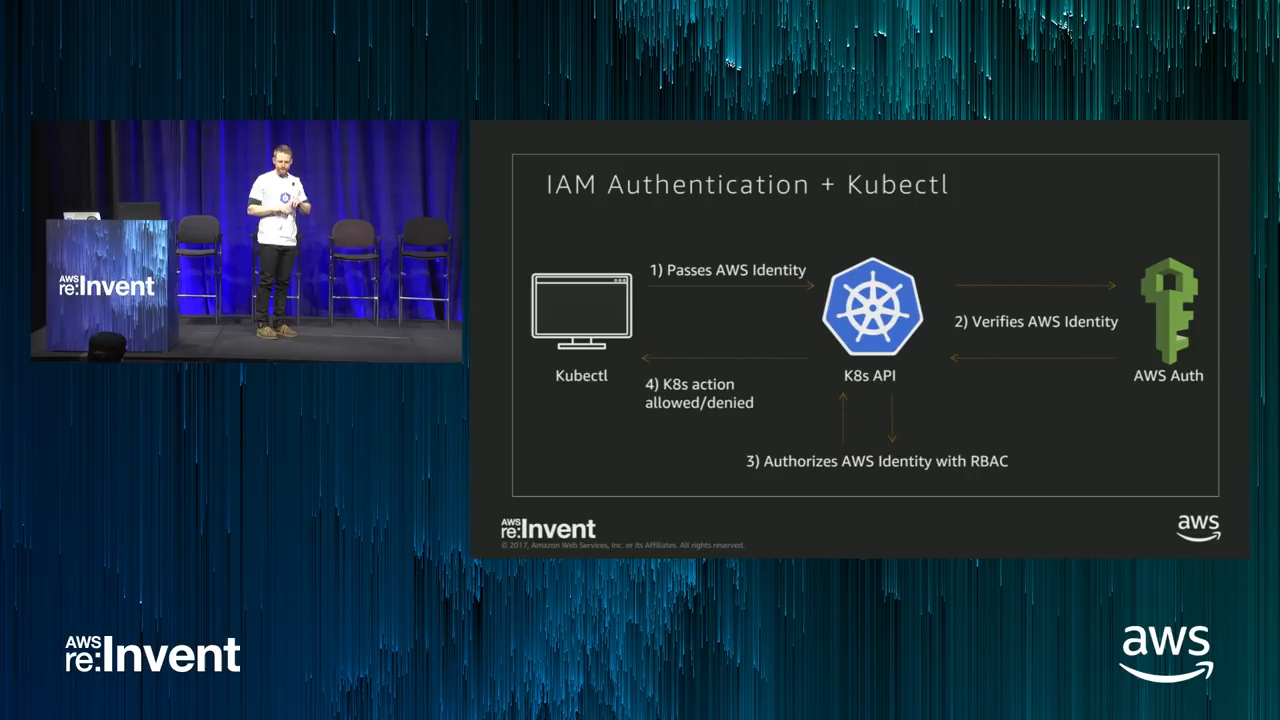 AWS
re:Invent
IAM Authentication + Kubectl
1) Passes AWS Identity
2) Verifies AWS Identity
Kubectl
K8s API
AWS Auth
4) K8s action
allowed/denied
3) Authorizes AWS Identity with RBAC
AWS
re:Invent
© 2017, Amazon Web Services, Inc. or its Affiliates. All rights reserved.
aws
AWS
re:Invent
aws